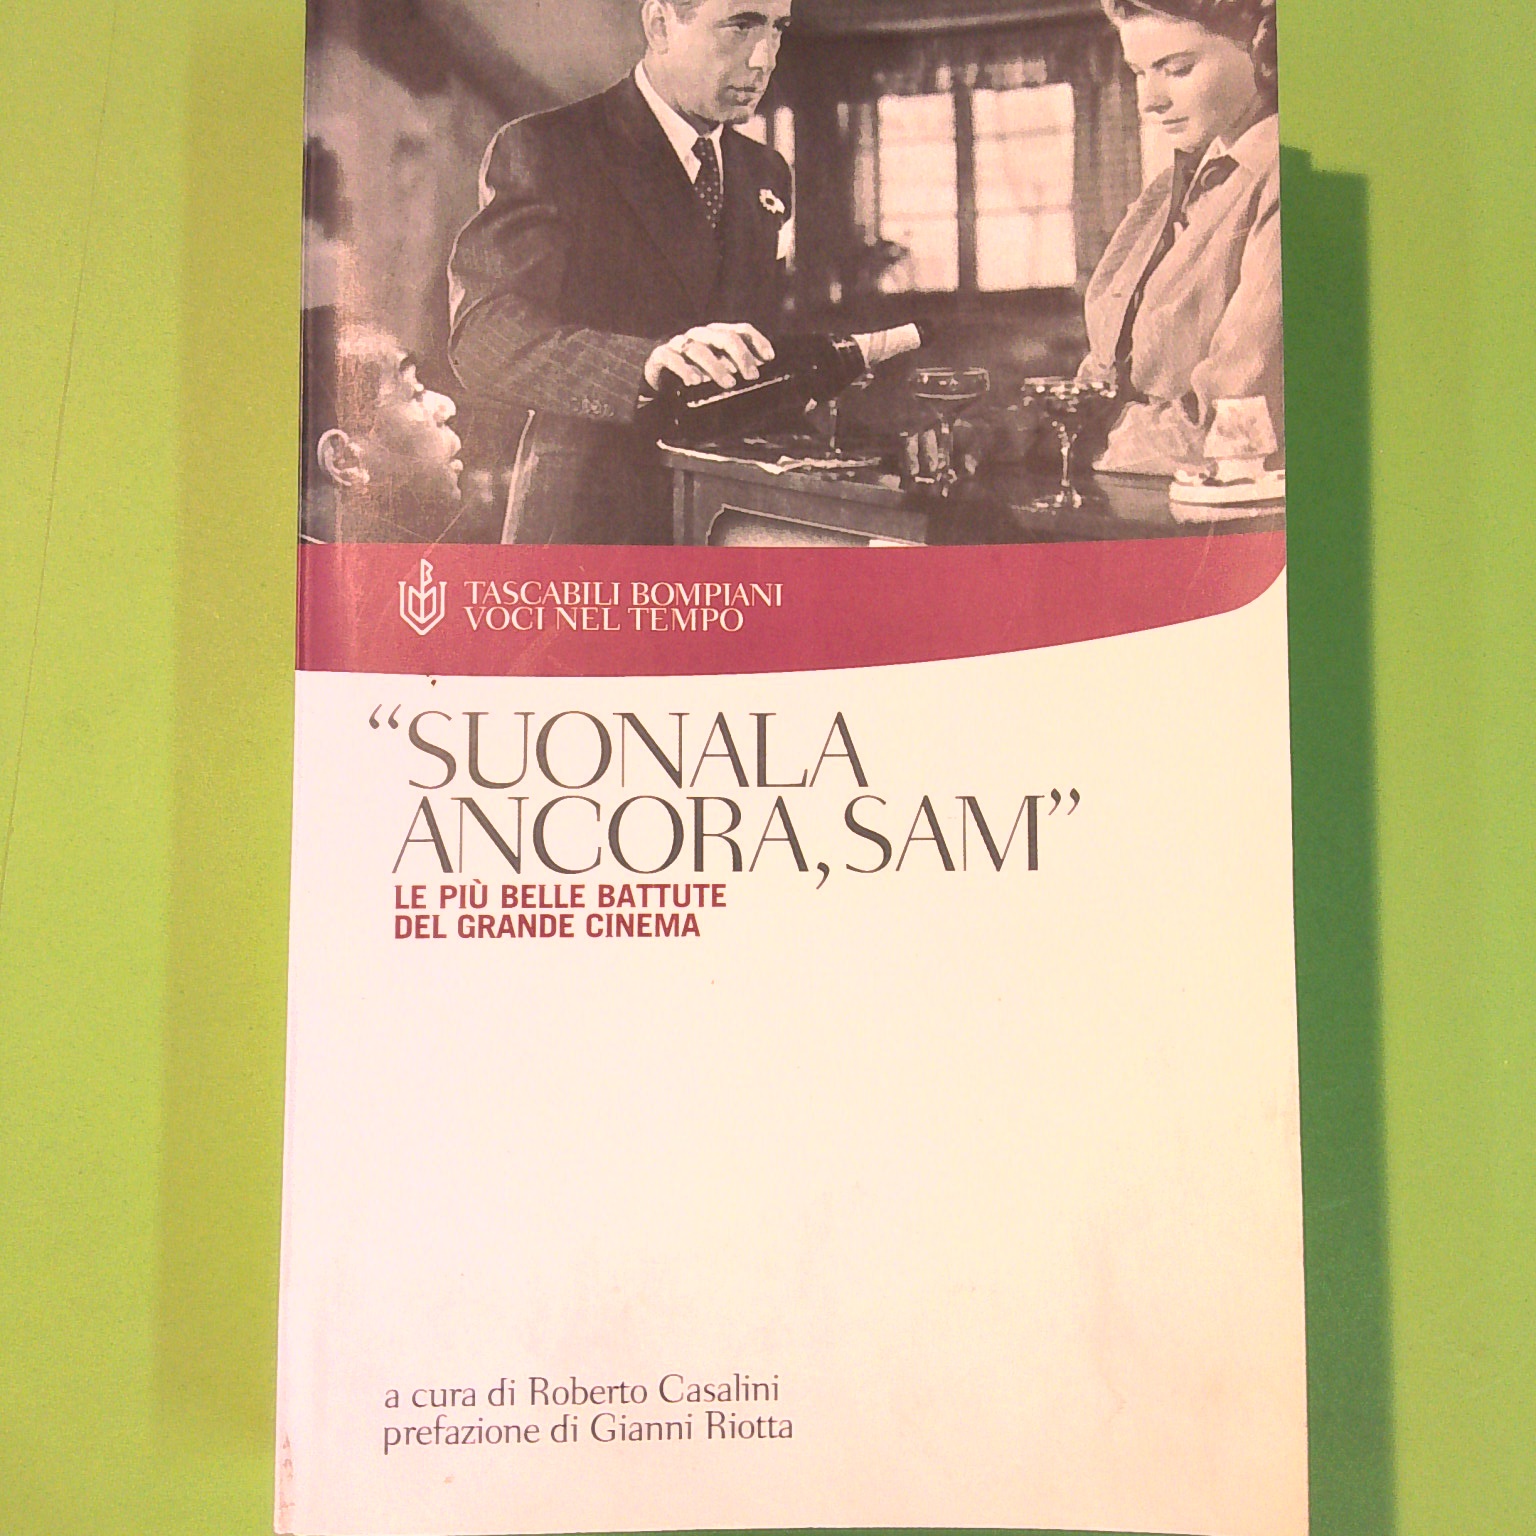 TASCABILI BOMPIANI
VOCI NEL TEMPO
“SUONALA
ANCORA, SAM”
LE PIÙ BELLE BATTUTE
DEL GRANDE CINEMA
a cura di Roberto Casalini
prefazione di Gianni Riotta